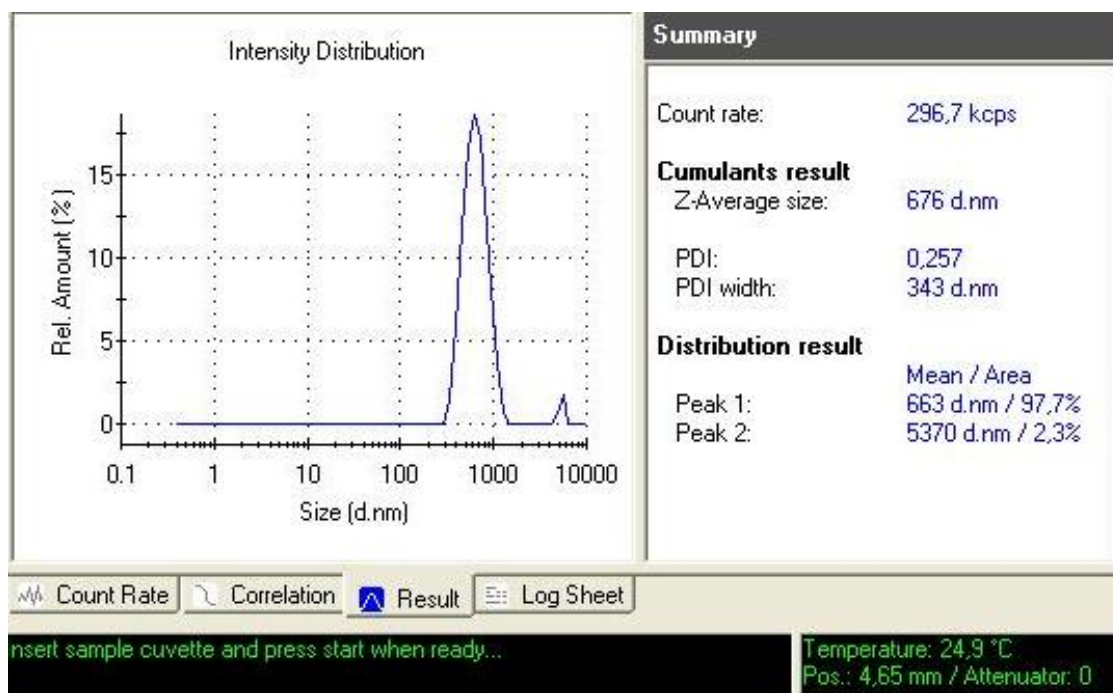 Intensity Distribution
Rel. Amount (%)
15
10
5
0
0.1 1 10 100 1000 10000
Size (d.nm)
Summary
Count rate: 296,7 kcps
Cumulants result
Z-Average size: 676 d.nm
PDI: 0,257
PDI width: 343 d.nm
Distribution result
Mean / Area
Peak 1: 663 d.nm / 97,7%
Peak 2: 5370 d.nm / 2,3%
Count Rate Correlation Result Log Sheet
nsert sample cuvette and press start when ready...
Temperature: 24,9 °C
Pos.: 4,65 mm / Attenuator: 0